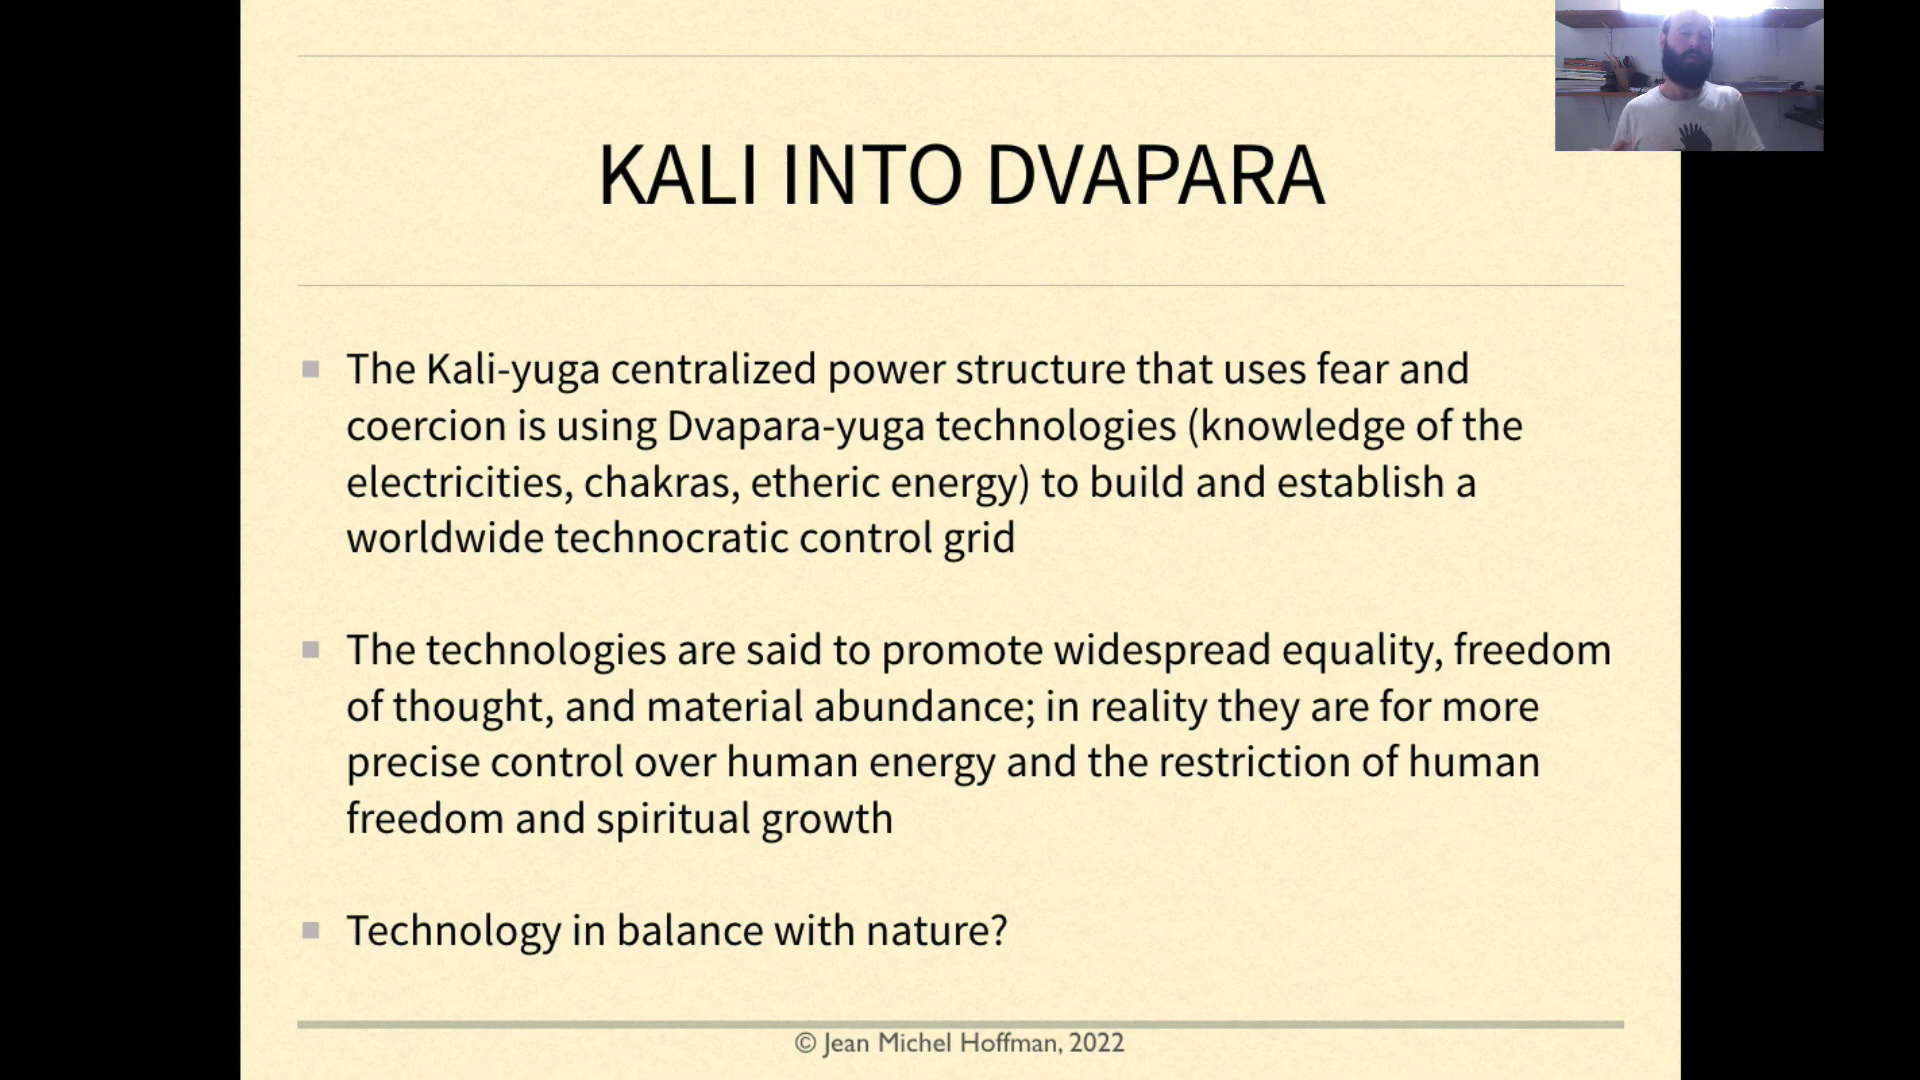 KALI INTO DVAPARA
The Kali-yuga centralized power structure that uses fear and
coercion is using Dvapara-yuga technologies (knowledge of the
electricities, chakras, etheric energy) to build and establish a
worldwide technocratic control grid
The technologies are said to promote widespread equality, freedom
of thought, and material abundance; in reality they are for more
precise control over human energy and the restriction of human
freedom and spiritual growth
Technology in balance with nature?
© Jean Michel Hoffman, 2022